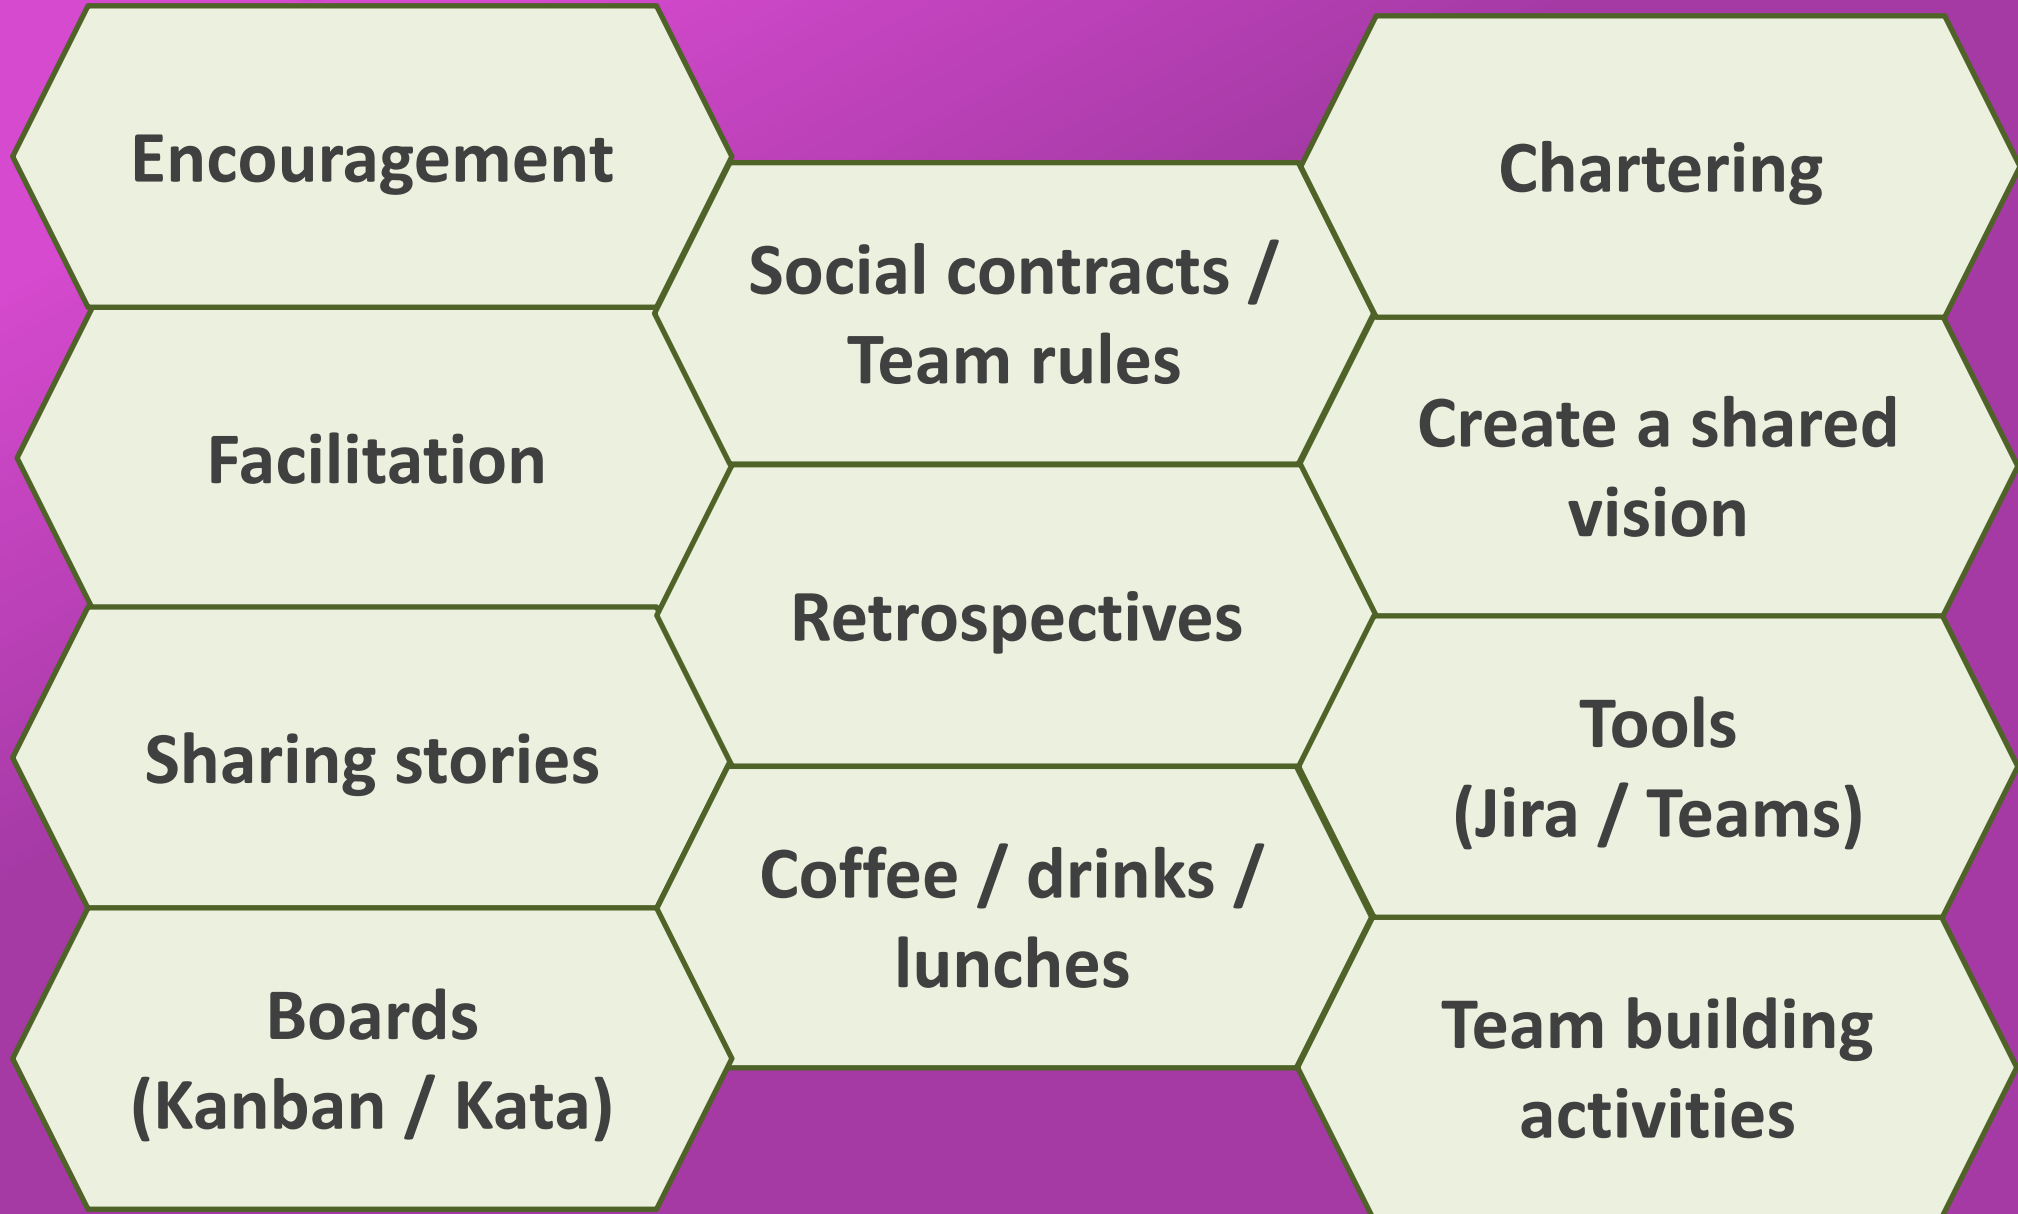 Encouragement
Facilitation
Sharing stories
Boards
(Kanban / Kata)
Social contracts /
Team rules
Retrospectives
Coffee / drinks /
lunches
Chartering
Create a shared
vision
Tools
(Jira / Teams)
Team building
activities